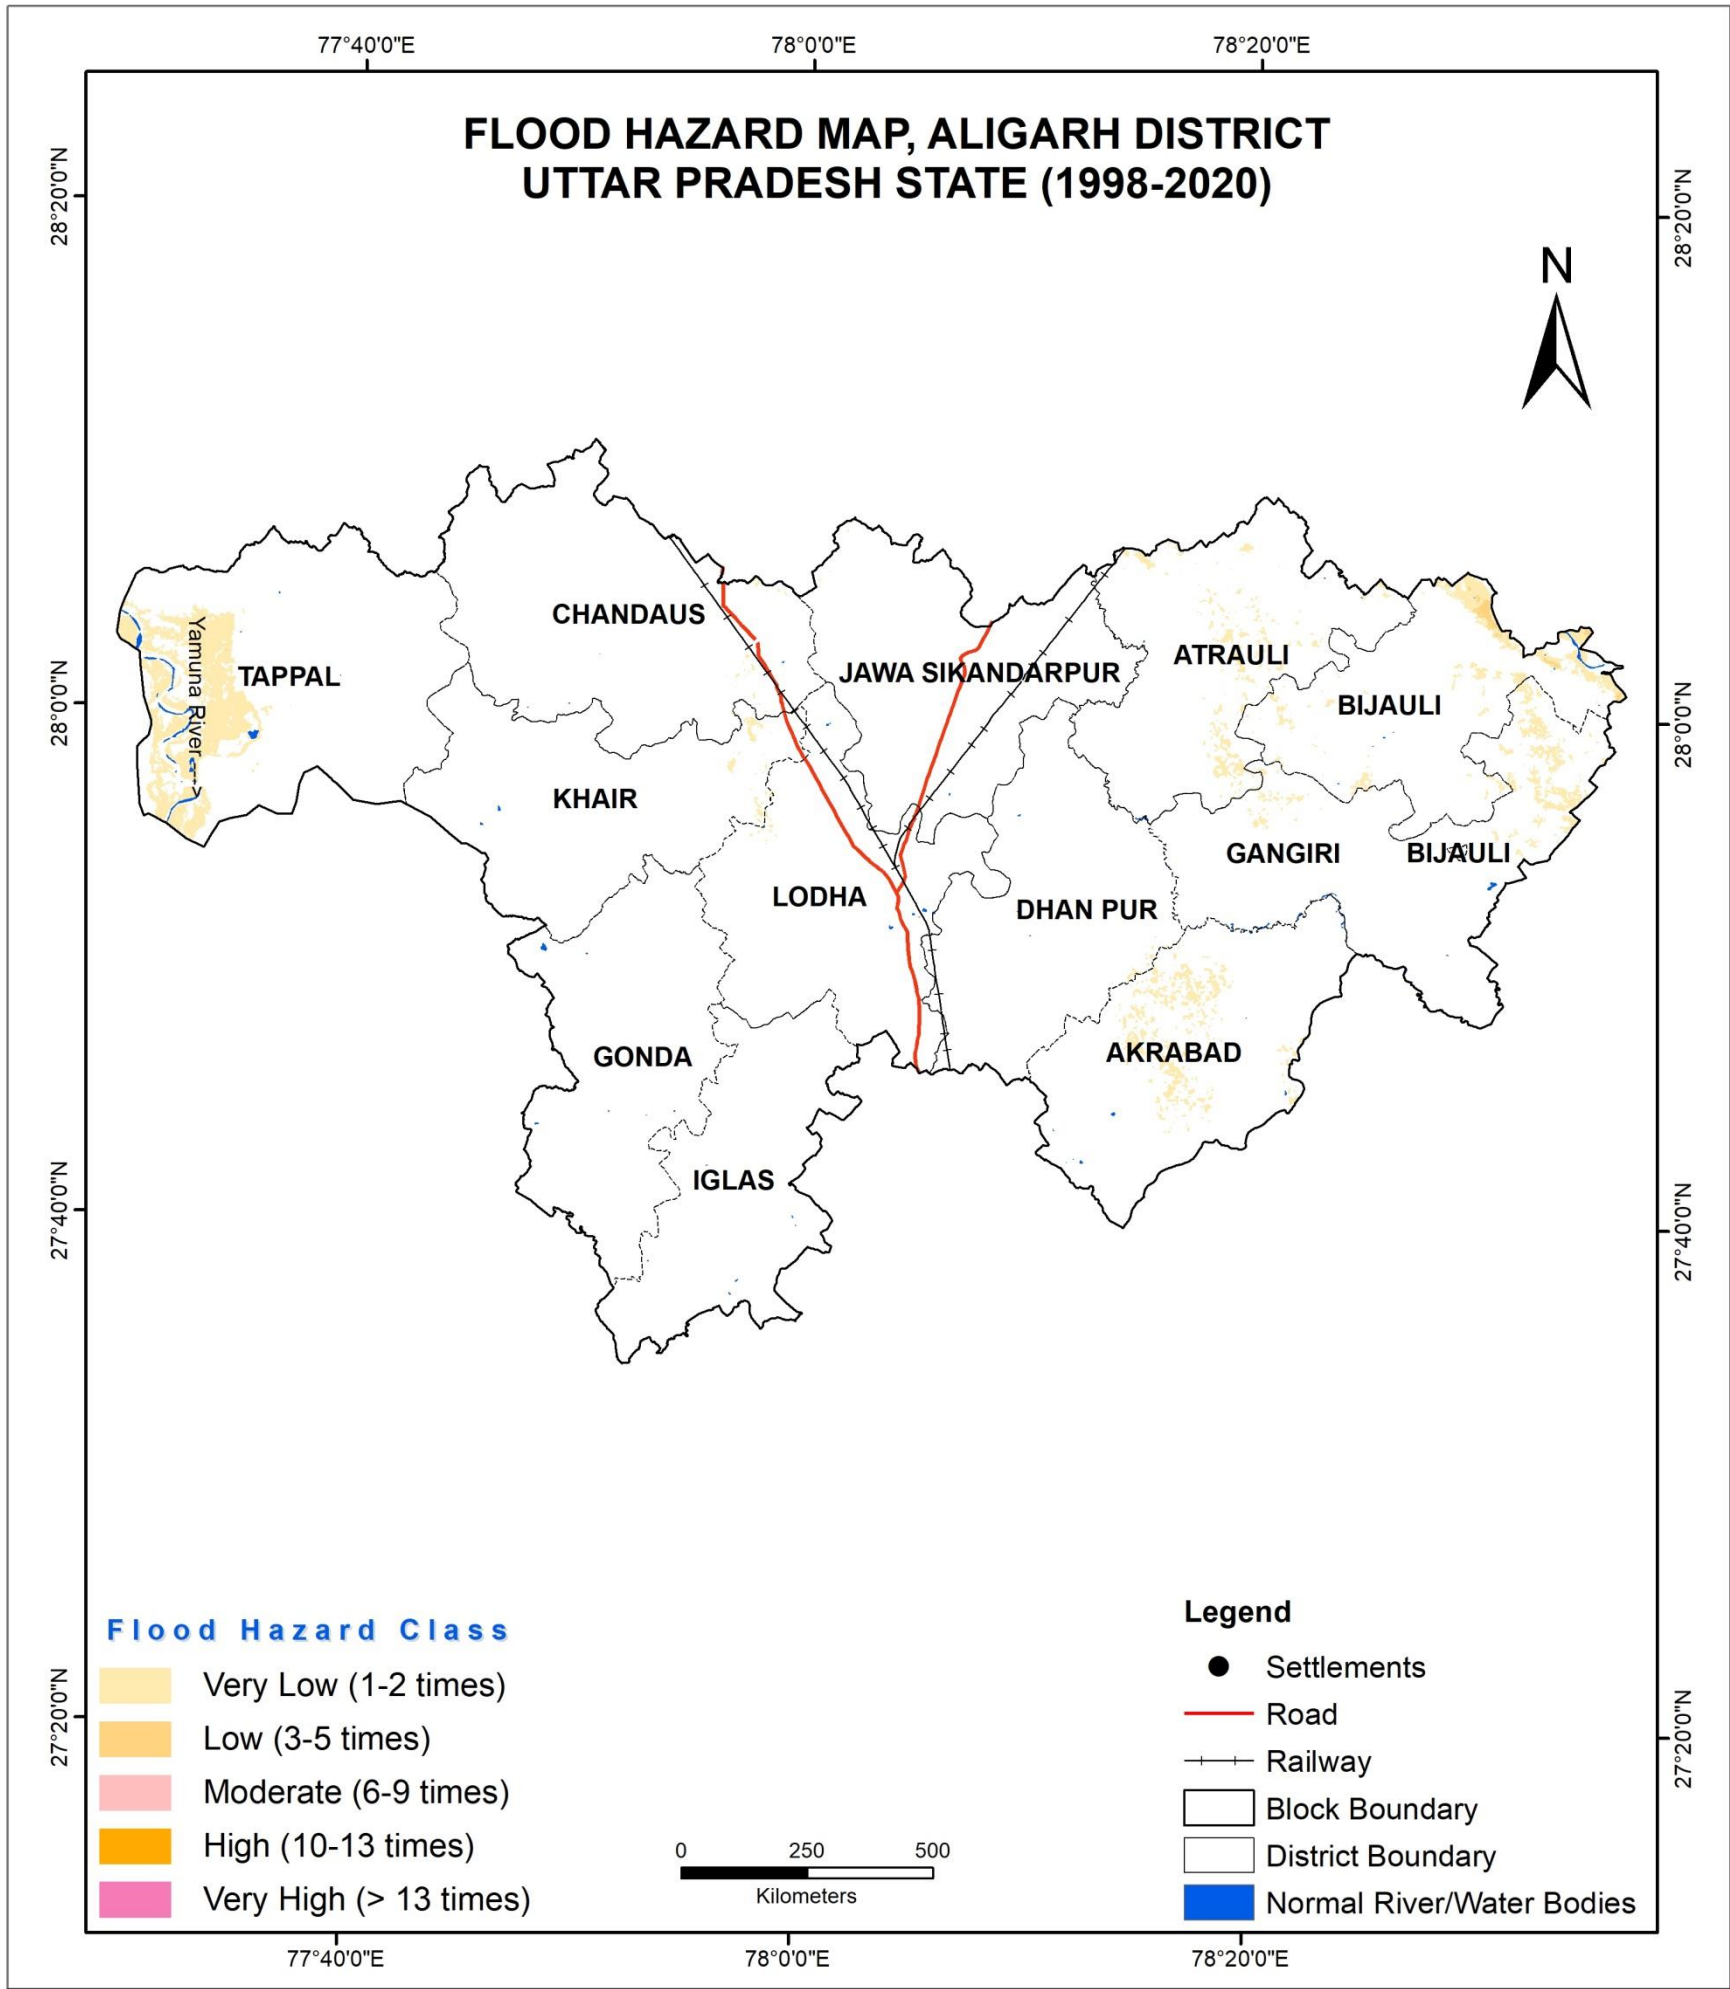 77°40'0"E 78°0'0"E 78°20'0"E
FLOOD HAZARD MAP, ALIGARH DISTRICT
UTTAR PRADESH STATE (1998-2020)
28°20'0"N
28°20'0"N
N
CHANDAUS
Yamuna River--->
TAPPAL
JAWA SIKANDARPUR
ATRAULI
BIJAULI
28°0'0"N
28°0'0"N
KHAIR
GANGIRI
BIJAULI
LODHA
DHAN PUR
GONDA
AKRABAD
IGLAS
27°40'0"N
27°40'0"N
Flood Hazard Class
Very Low (1-2 times)
Low (3-5 times)
Moderate (6-9 times)
High (10-13 times)
Very High (> 13 times)
27°20'0"N
0 250 500
Kilometers
Legend
Settlements
Road
Railway
Block Boundary
District Boundary
Normal River/Water Bodies
27°20'0"N
77°40'0"E 78°0'0"E 78°20'0"E